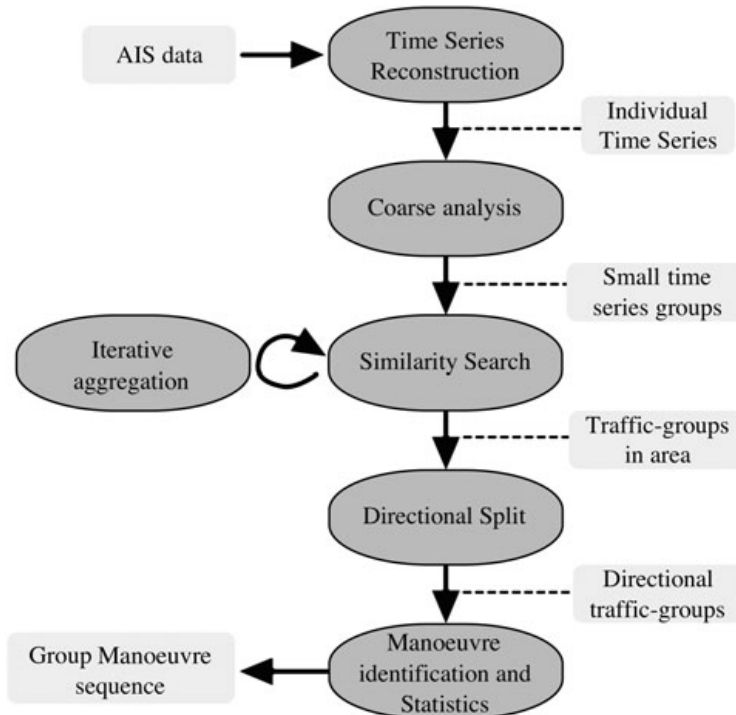 AIS data
Time Series
Reconstruction
Individual
Time Series
Coarse analysis
Small time
series groups
Iterative
aggregation
Similarity Search
Traffic-groups
in area
Directional Split
Directional
traffic-groups
Group Manoeuvre
sequence
Manoeuvre
identification and
Statistics